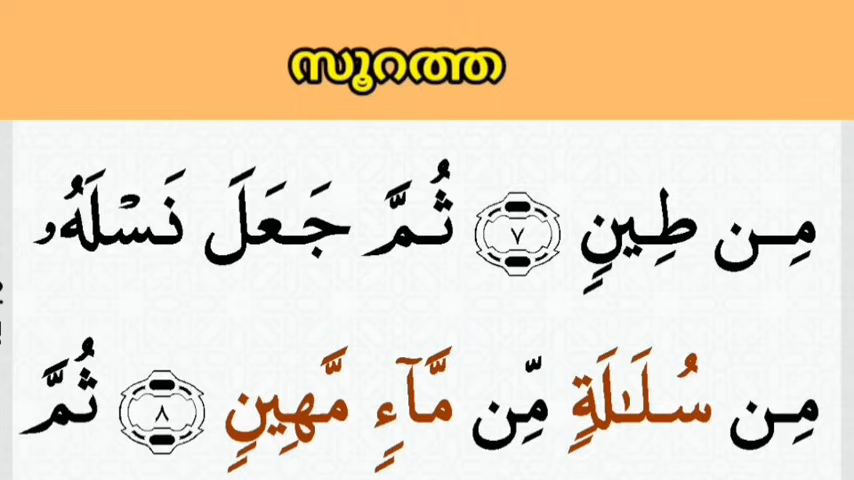 സൂറത്ത
مِن طِينٍ ٧ ثُمَّ جَعَلَ نَسْلَهُۥ
مِن سُلَـٰلَةٍ مِّن مَّآءٍ مَّهِينٍ ٨ ثُمَّ